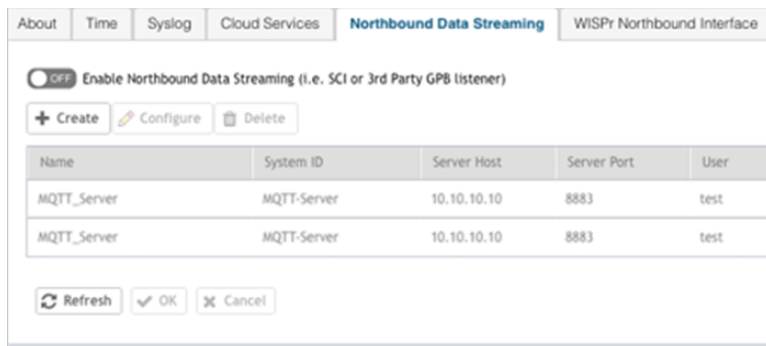 About Time Syslog Cloud Services Northbound Data Streaming WISPr Northbound Interface
OFF Enable Northbound Data Streaming (i.e. SCI or 3rd Party GPB listener)
Create Configure Delete
Name System ID Server Host Server Port User
MQTT_Server MQTT-Server 10.10.10.10 8883 test
MQTT_Server MQTT-Server 10.10.10.10 8883 test
Refresh OK Cancel